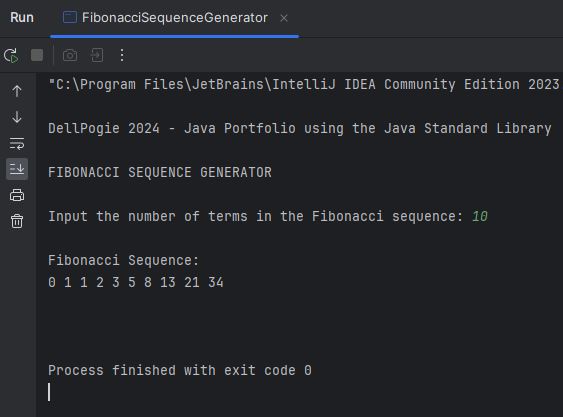 Run FibonacciSequenceGenerator
"C:\Program Files\JetBrains\IntelliJ IDEA Community Edition 2023
DellPogie 2024 - Java Portfolio using the Java Standard Library
FIBONACCI SEQUENCE GENERATOR
Input the number of terms in the Fibonacci sequence: 10
Fibonacci Sequence:
0 1 1 2 3 5 8 13 21 34
Process finished with exit code 0